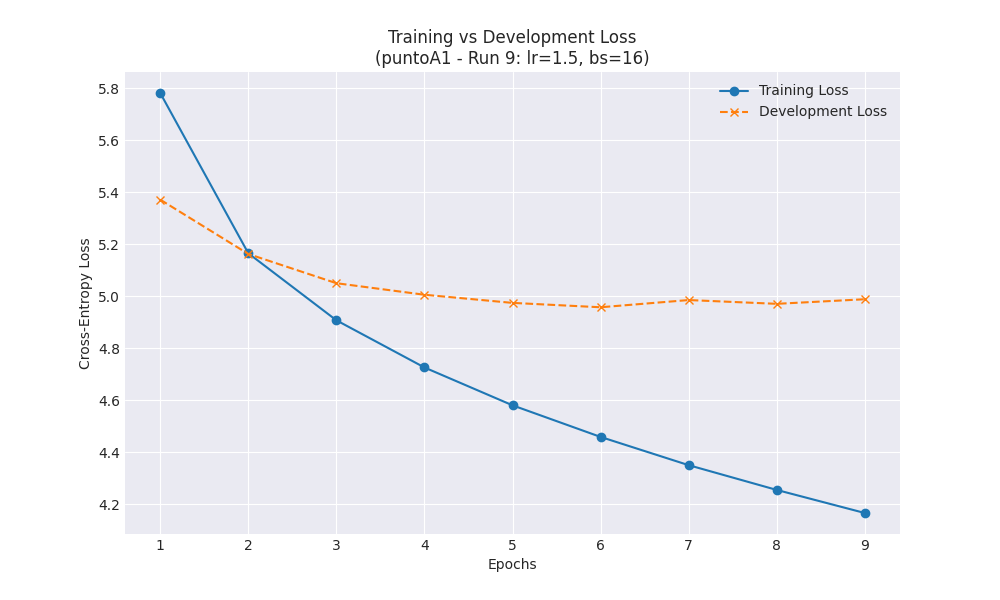 Training vs Development Loss
(puntoA1 - Run 9: lr=1.5, bs=16)
Training Loss
Development Loss
Cross-Entropy Loss
5.8
5.6
5.4
5.2
5.0
4.8
4.6
4.4
4.2
1 2 3 4 5 6 7 8 9
Epochs